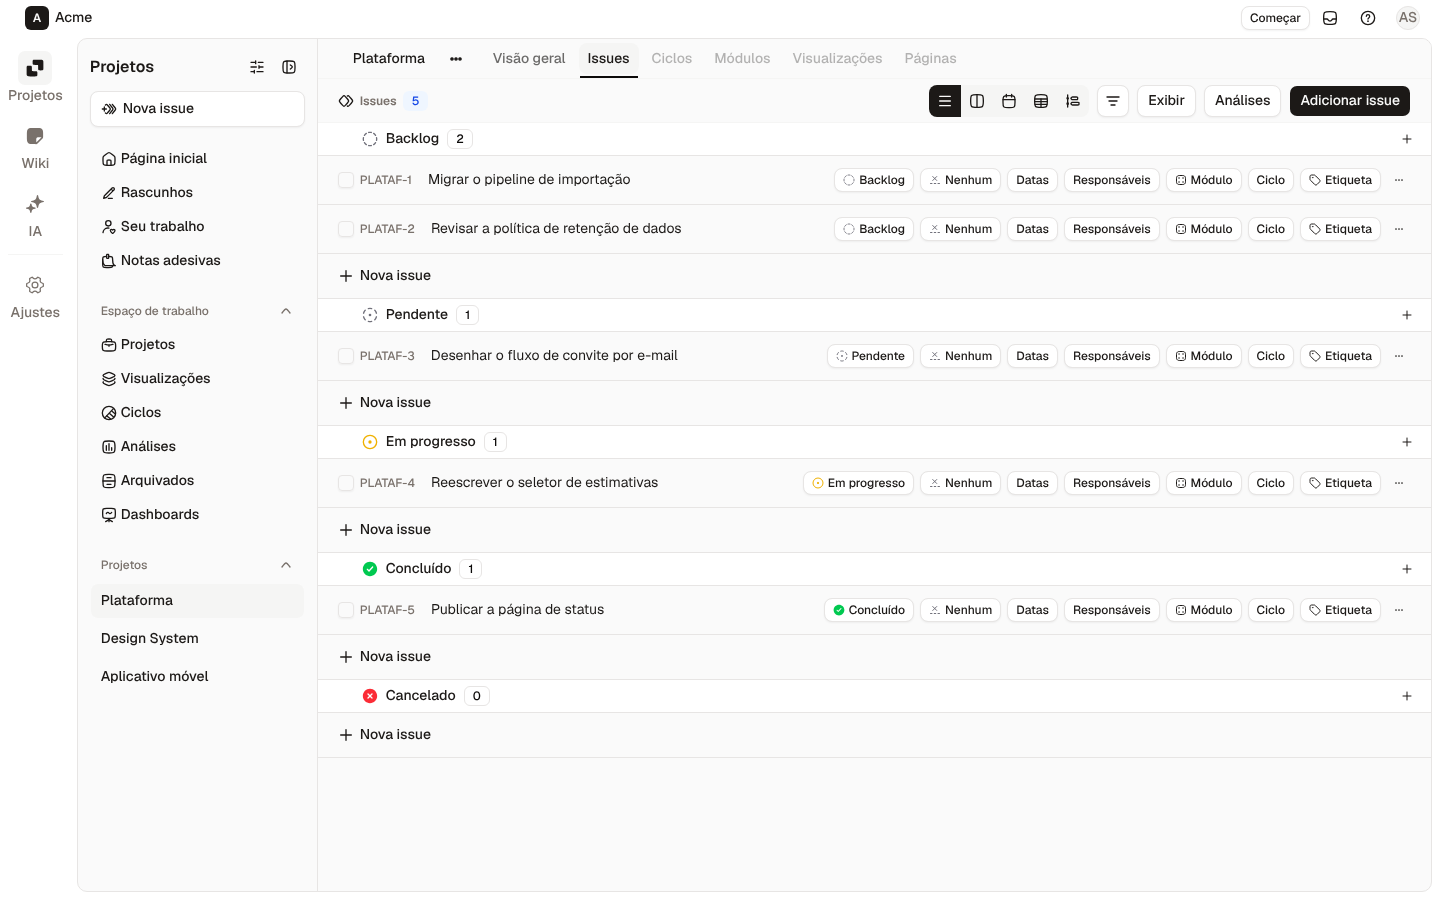 A Acme
Começar
AS
Projetos
Wiki
IA
Ajustes
Projetos
Nova issue
Página inicial
Rascunhos
Seu trabalho
Notas adesivas
Espaço de trabalho
Projetos
Visualizações
Ciclos
Análises
Arquivados
Dashboards
Projetos
Plataforma
Design System
Aplicativo móvel
Plataforma ••• Visão geral Issues Ciclos Módulos Visualizações Páginas
Issues 5 Exibir Análises Adicionar issue
Backlog 2
PLATAF-1 Migrar o pipeline de importação Backlog Nenhum Datas Responsáveis Módulo Ciclo Etiqueta
PLATAF-2 Revisar a política de retenção de dados Backlog Nenhum Datas Responsáveis Módulo Ciclo Etiqueta
Nova issue
Pendente 1
PLATAF-3 Desenhar o fluxo de convite por e-mail Pendente Nenhum Datas Responsáveis Módulo Ciclo Etiqueta
Nova issue
Em progresso 1
PLATAF-4 Reescrever o seletor de estimativas Em progresso Nenhum Datas Responsáveis Módulo Ciclo Etiqueta
Nova issue
Concluído 1
PLATAF-5 Publicar a página de status Concluído Nenhum Datas Responsáveis Módulo Ciclo Etiqueta
Nova issue
Cancelado 0
Nova issue